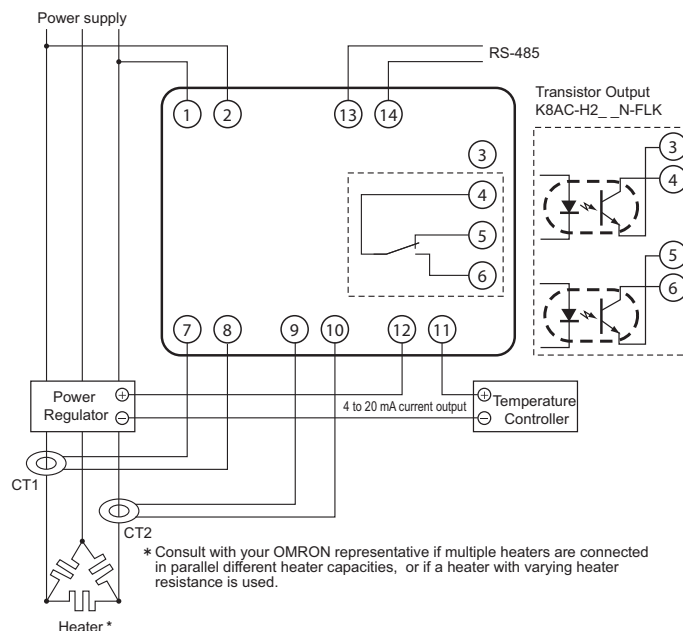 Power supply
RS-485
1
2
13
14
Transistor Output
K8AC-H2_ _N-FLK
3
4
5
6
3
4
5
6
7
8
9
10
12
11
Power
Regulator
+
−
4 to 20 mA current output
+
−
Temperature
Controller
CT1
CT2
* Consult with your OMRON representative if multiple heaters are connected
in parallel different heater capacities, or if a heater with varying heater
resistance is used.
Heater *